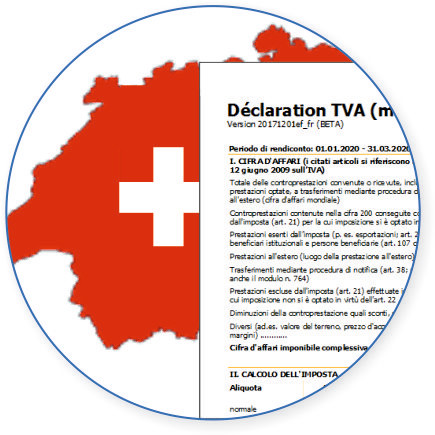 Déclaration TVA (m
Version 20171201ef_fr (BETA)
Periodo di rendiconto: 01.01.2020 - 31.03.2020
I. CIFRA D'AFFARI (i citati articoli si riferiscono
12 giugno 2009 sull'IVA)
Totale delle controprestazioni convenute o ricevute, inclu
prestazioni optate, a trasferimento mediante procedura d
all'estero (cifra d'affari mondiale)
Controprestazioni contenute nella cifra 200 conseguite co
dall'imposta (art. 21) per la cui imposizione si è optato in
Prestazioni esenti dall'imposta (p. es. esportazioni; art. 2
beneficiari istituzionali e persone beneficiarie (art. 107 c
Prestazioni all'estero (luogo della prestazione all'estero)
Trasferimenti mediante procedura di notifica (art. 38;
anche il modulo n. 764)
Prestazioni escluse dall'imposta (art. 21) effettuate i
cui imposizione non si è optato in virtù dell'art. 22
Diminuzioni della controprestazione quali sconti,
Diversi (ad.es. valore del terreno, prezzo d'acq
margini) ............
Cifra d'affari imponibile complessiva
II. CALCOLO DELL'IMPOSTA
Aliquota
normale